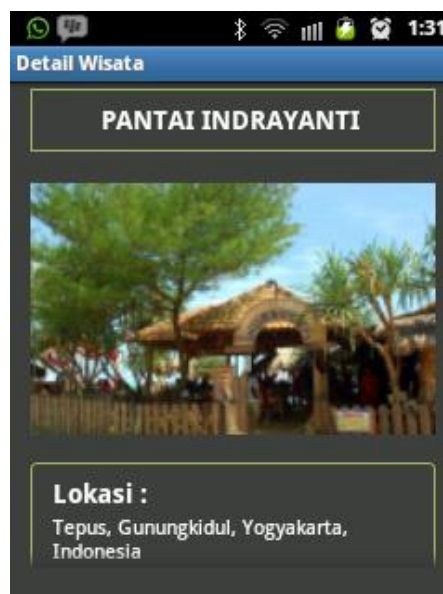 1:31
Detail Wisata
PANTAI INDRAYANTI
Lokasi :
Tepus, Gunungkidul, Yogyakarta,
Indonesia